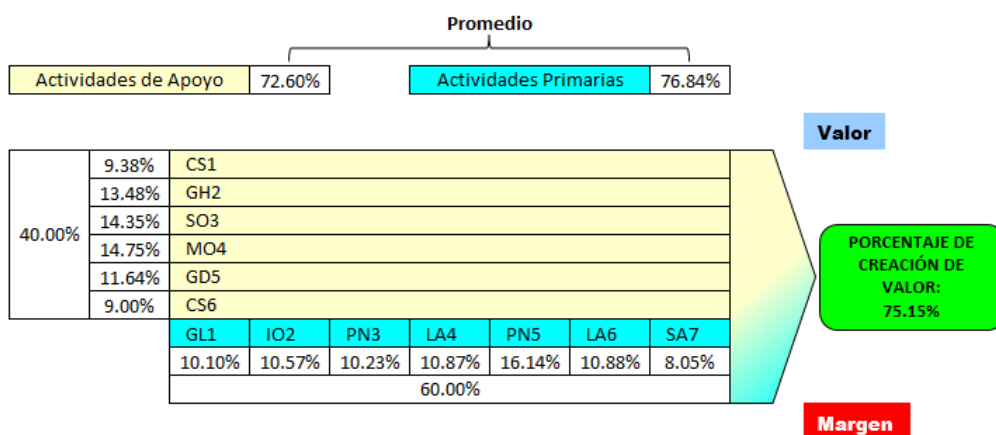 Promedio
Actividades de Apoyo 72.60% Actividades Primarias 76.84%
Valor
40.00%
9.38% CS1
13.48% GH2
14.35% SO3
14.75% MO4
11.64% GD5
9.00% CS6
GL1 IO2 PN3 LA4 PN5 LA6 SA7
10.10% 10.57% 10.23% 10.87% 16.14% 10.88% 8.05%
60.00%
PORCENTAJE DE
CREACIÓN DE
VALOR:
75.15%
Margen